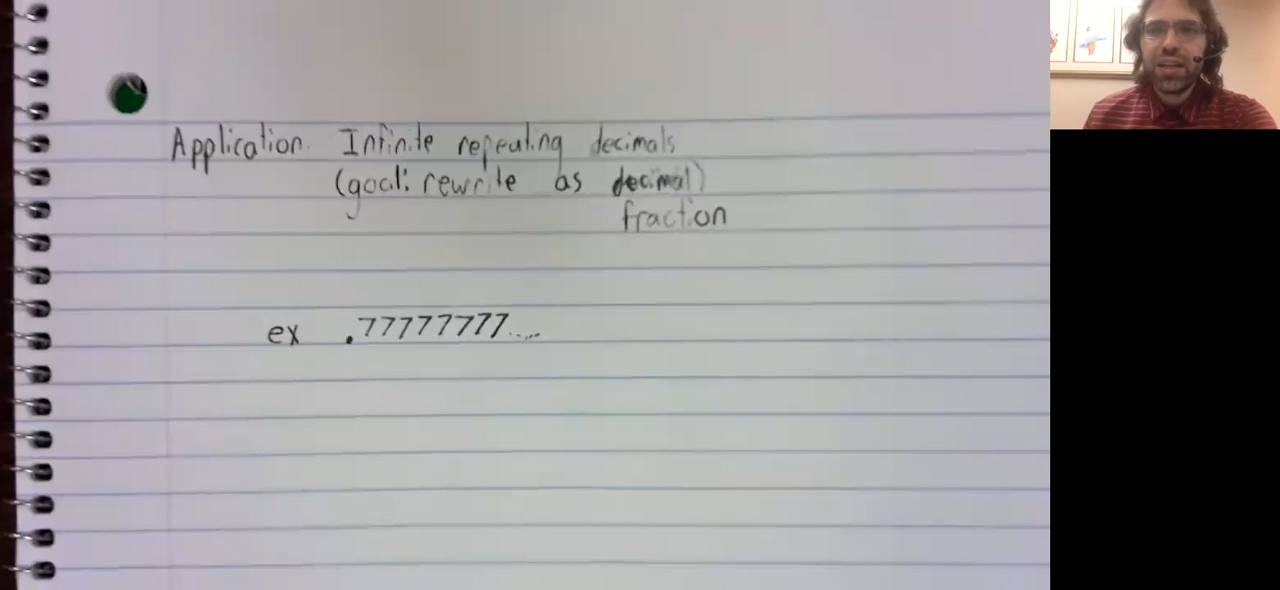 Application. Infinite repeating decimals
(goal: rewrite as decimal)
fraction
ex .77777777.....